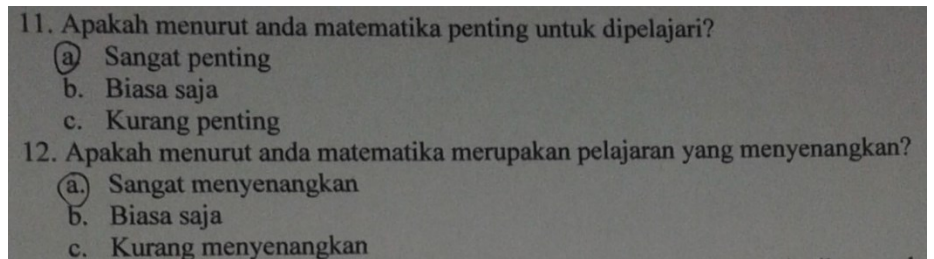 11. Apakah menurut anda matematika penting untuk dipelajari?
a Sangat penting
b. Biasa saja
c. Kurang penting
12. Apakah menurut anda matematika merupakan pelajaran yang menyenangkan?
a. Sangat menyenangkan
b. Biasa saja
c. Kurang menyenangkan